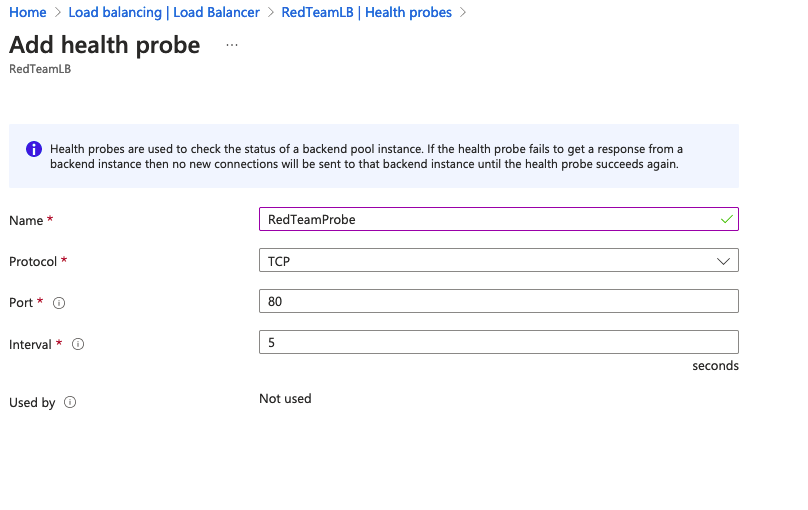 Home > Load balancing | Load Balancer > RedTeamLB | Health probes >
Add health probe ...
RedTeamLB
Health probes are used to check the status of a backend pool instance. If the health probe fails to get a response from a
backend instance then no new connections will be sent to that backend instance until the health probe succeeds again.
Name * RedTeamProbe
Protocol * TCP
Port * 80
Interval * 5
seconds
Used by Not used